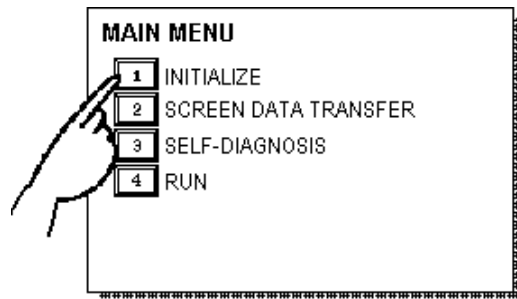 MAIN MENU
1 INITIALIZE
2 SCREEN DATA TRANSFER
3 SELF-DIAGNOSIS
4 RUN